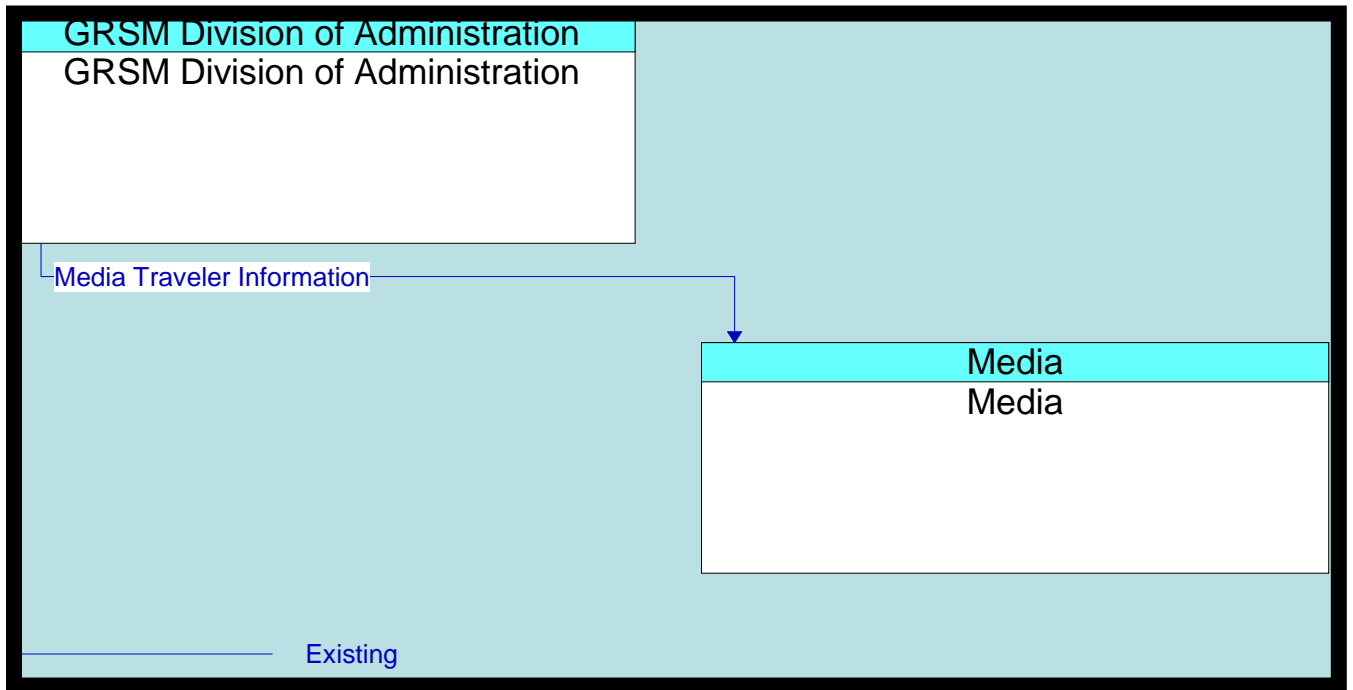 GRSM Division of Administration
GRSM Division of Administration
Media Traveler Information
Media
Media
Existing